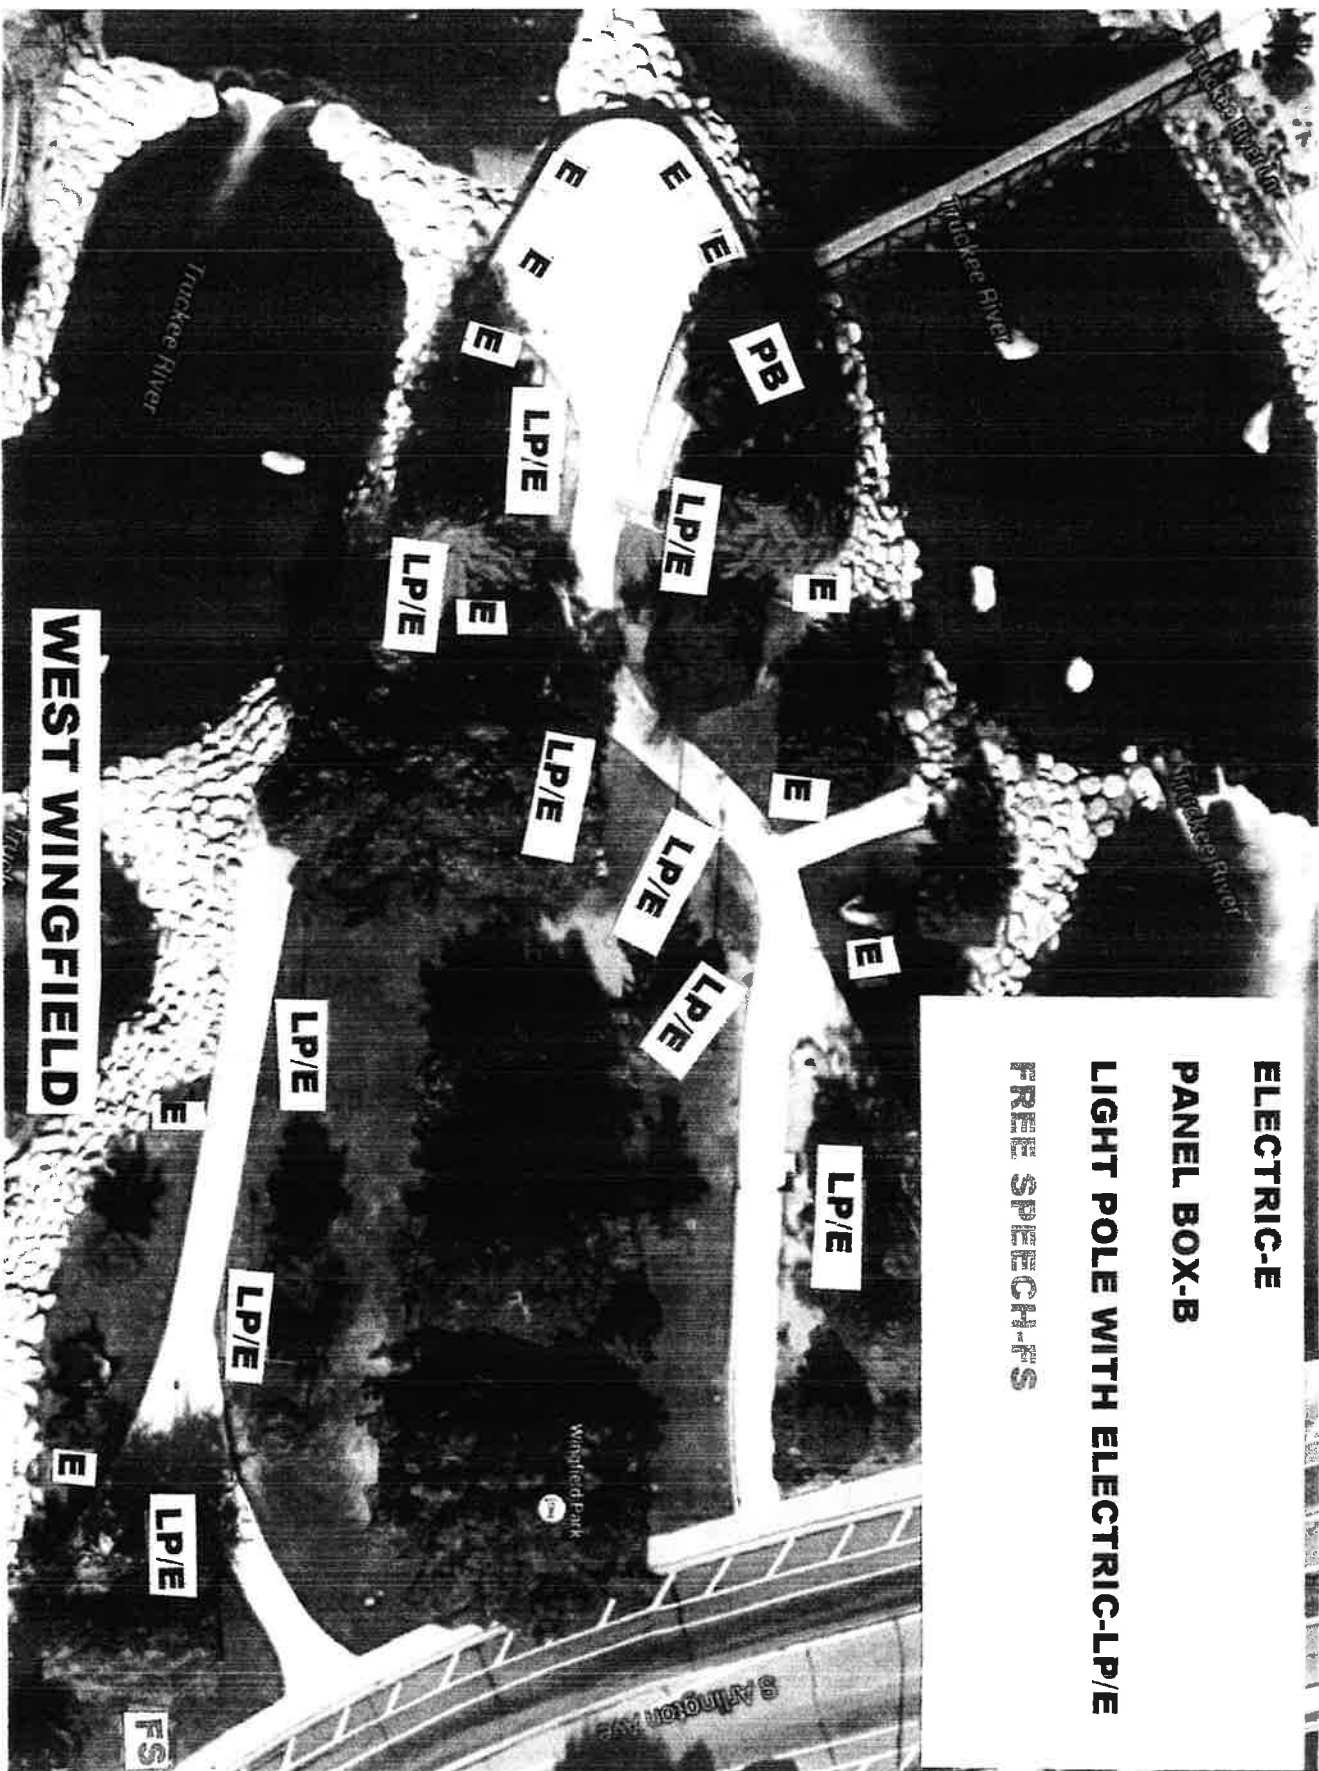 Truckee River Ln
ELECTRIC-E
PANEL BOX-B
Truckee River
LIGHT POLE WITH ELECTRIC-LP/E
FREE SPEECH-FS
Truckee River
E
LP/E
E
E
PB
E
S Arlington Ave
LP/E
LP/E
E
LP/E
E
Wingfield Park
LP/E
E
LP/E
E
E
LP/E
LP/E
LP/E
Truckee River
E
LP/E
FS
E
WEST WINGFIELD